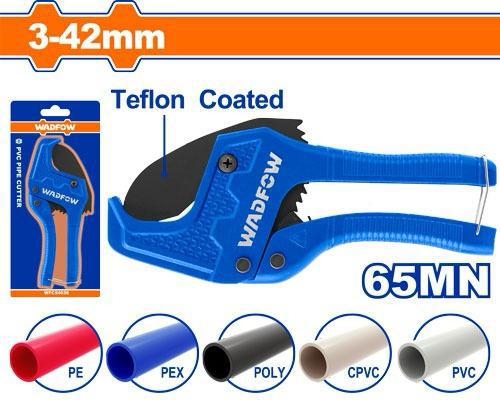 3-42mm
Teflon Coated
WADFOW
PVC PIPE CUTTER
WADFOW
WADFOW
65MN
PE
PEX
POLY
CPVC
PVC